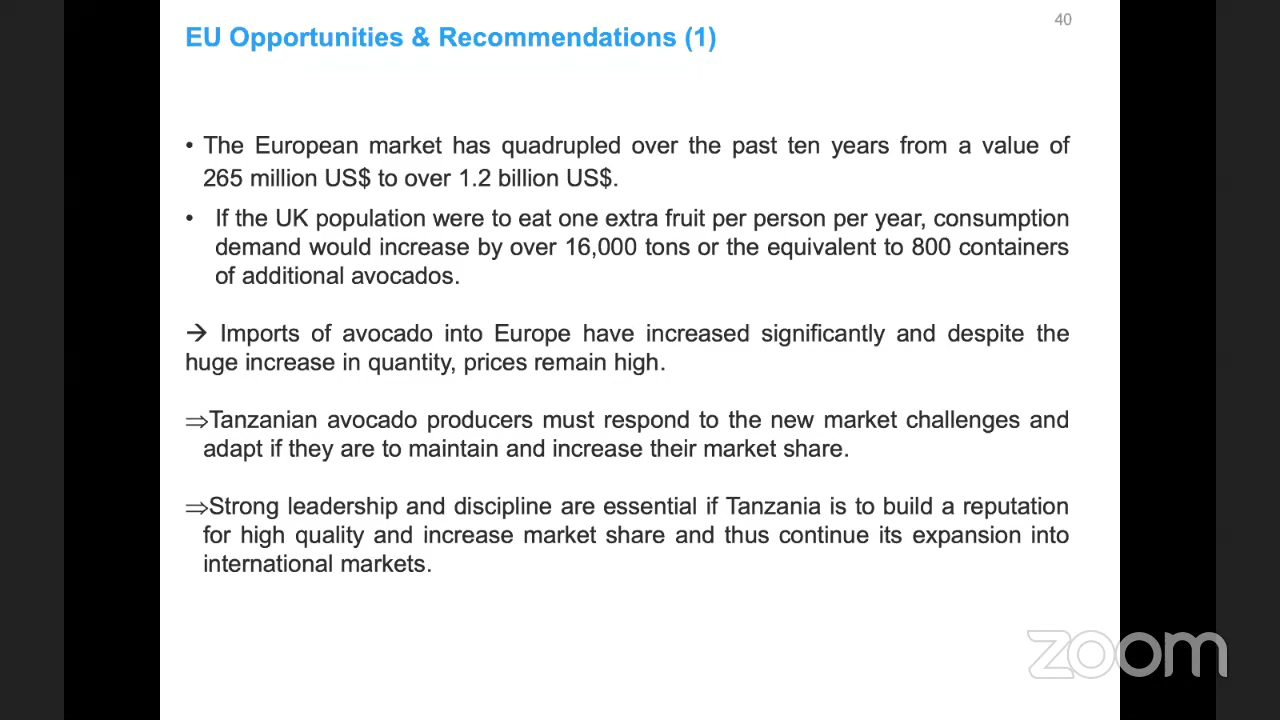 40
EU Opportunities & Recommendations (1)
• The European market has quadrupled over the past ten years from a value of
265 million US$ to over 1.2 billion US$.
• If the UK population were to eat one extra fruit per person per year, consumption
demand would increase by over 16,000 tons or the equivalent to 800 containers
of additional avocados.
→ Imports of avocado into Europe have increased significantly and despite the
huge increase in quantity, prices remain high.
⇒Tanzanian avocado producers must respond to the new market challenges and
adapt if they are to maintain and increase their market share.
⇒Strong leadership and discipline are essential if Tanzania is to build a reputation
for high quality and increase market share and thus continue its expansion into
international markets.
zoom